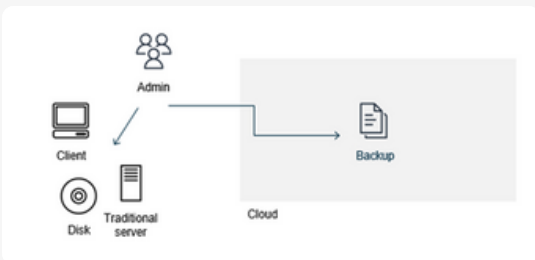 Admin
Client
Backup
Disk
Traditional
server
Cloud